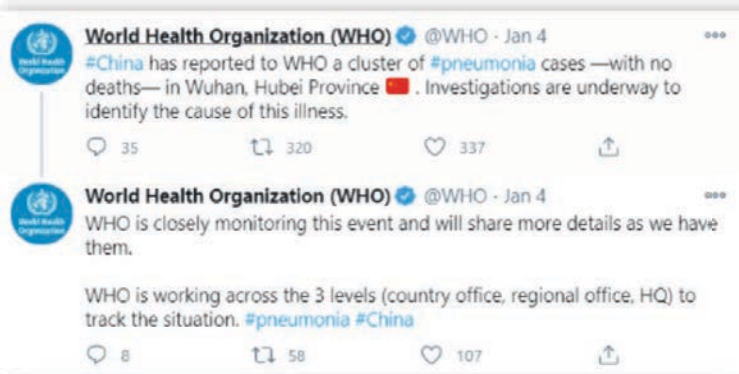 World Health Organization (WHO) @WHO · Jan 4
#China has reported to WHO a cluster of #pneumonia cases —with no
deaths— in Wuhan, Hubei Province 🇨🇳 . Investigations are underway to
identify the cause of this illness.
35 320 337
World Health Organization (WHO) @WHO · Jan 4
WHO is closely monitoring this event and will share more details as we have
them.
WHO is working across the 3 levels (country office, regional office, HQ) to
track the situation. #pneumonia #China
8 58 107